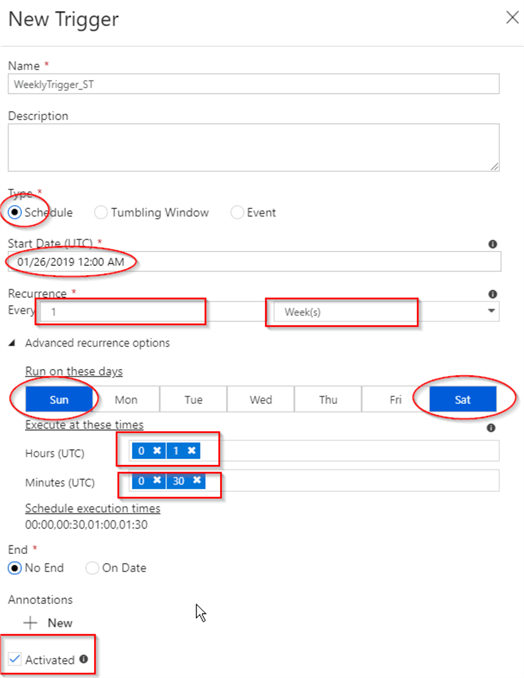 New Trigger
Name *
WeeklyTrigger_ST
Description
Type *
Schedule Tumbling Window Event
Start Date (UTC) *
01/26/2019 12:00 AM
Recurrence *
Every 1 Week(s)
Advanced recurrence options
Run on these days
Sun Mon Tue Wed Thu Fri Sat
Execute at these times
Hours (UTC) 0 1
Minutes (UTC) 0 30
Schedule execution times
00:00,00:30,01:00,01:30
End *
No End On Date
Annotations
New
Activated